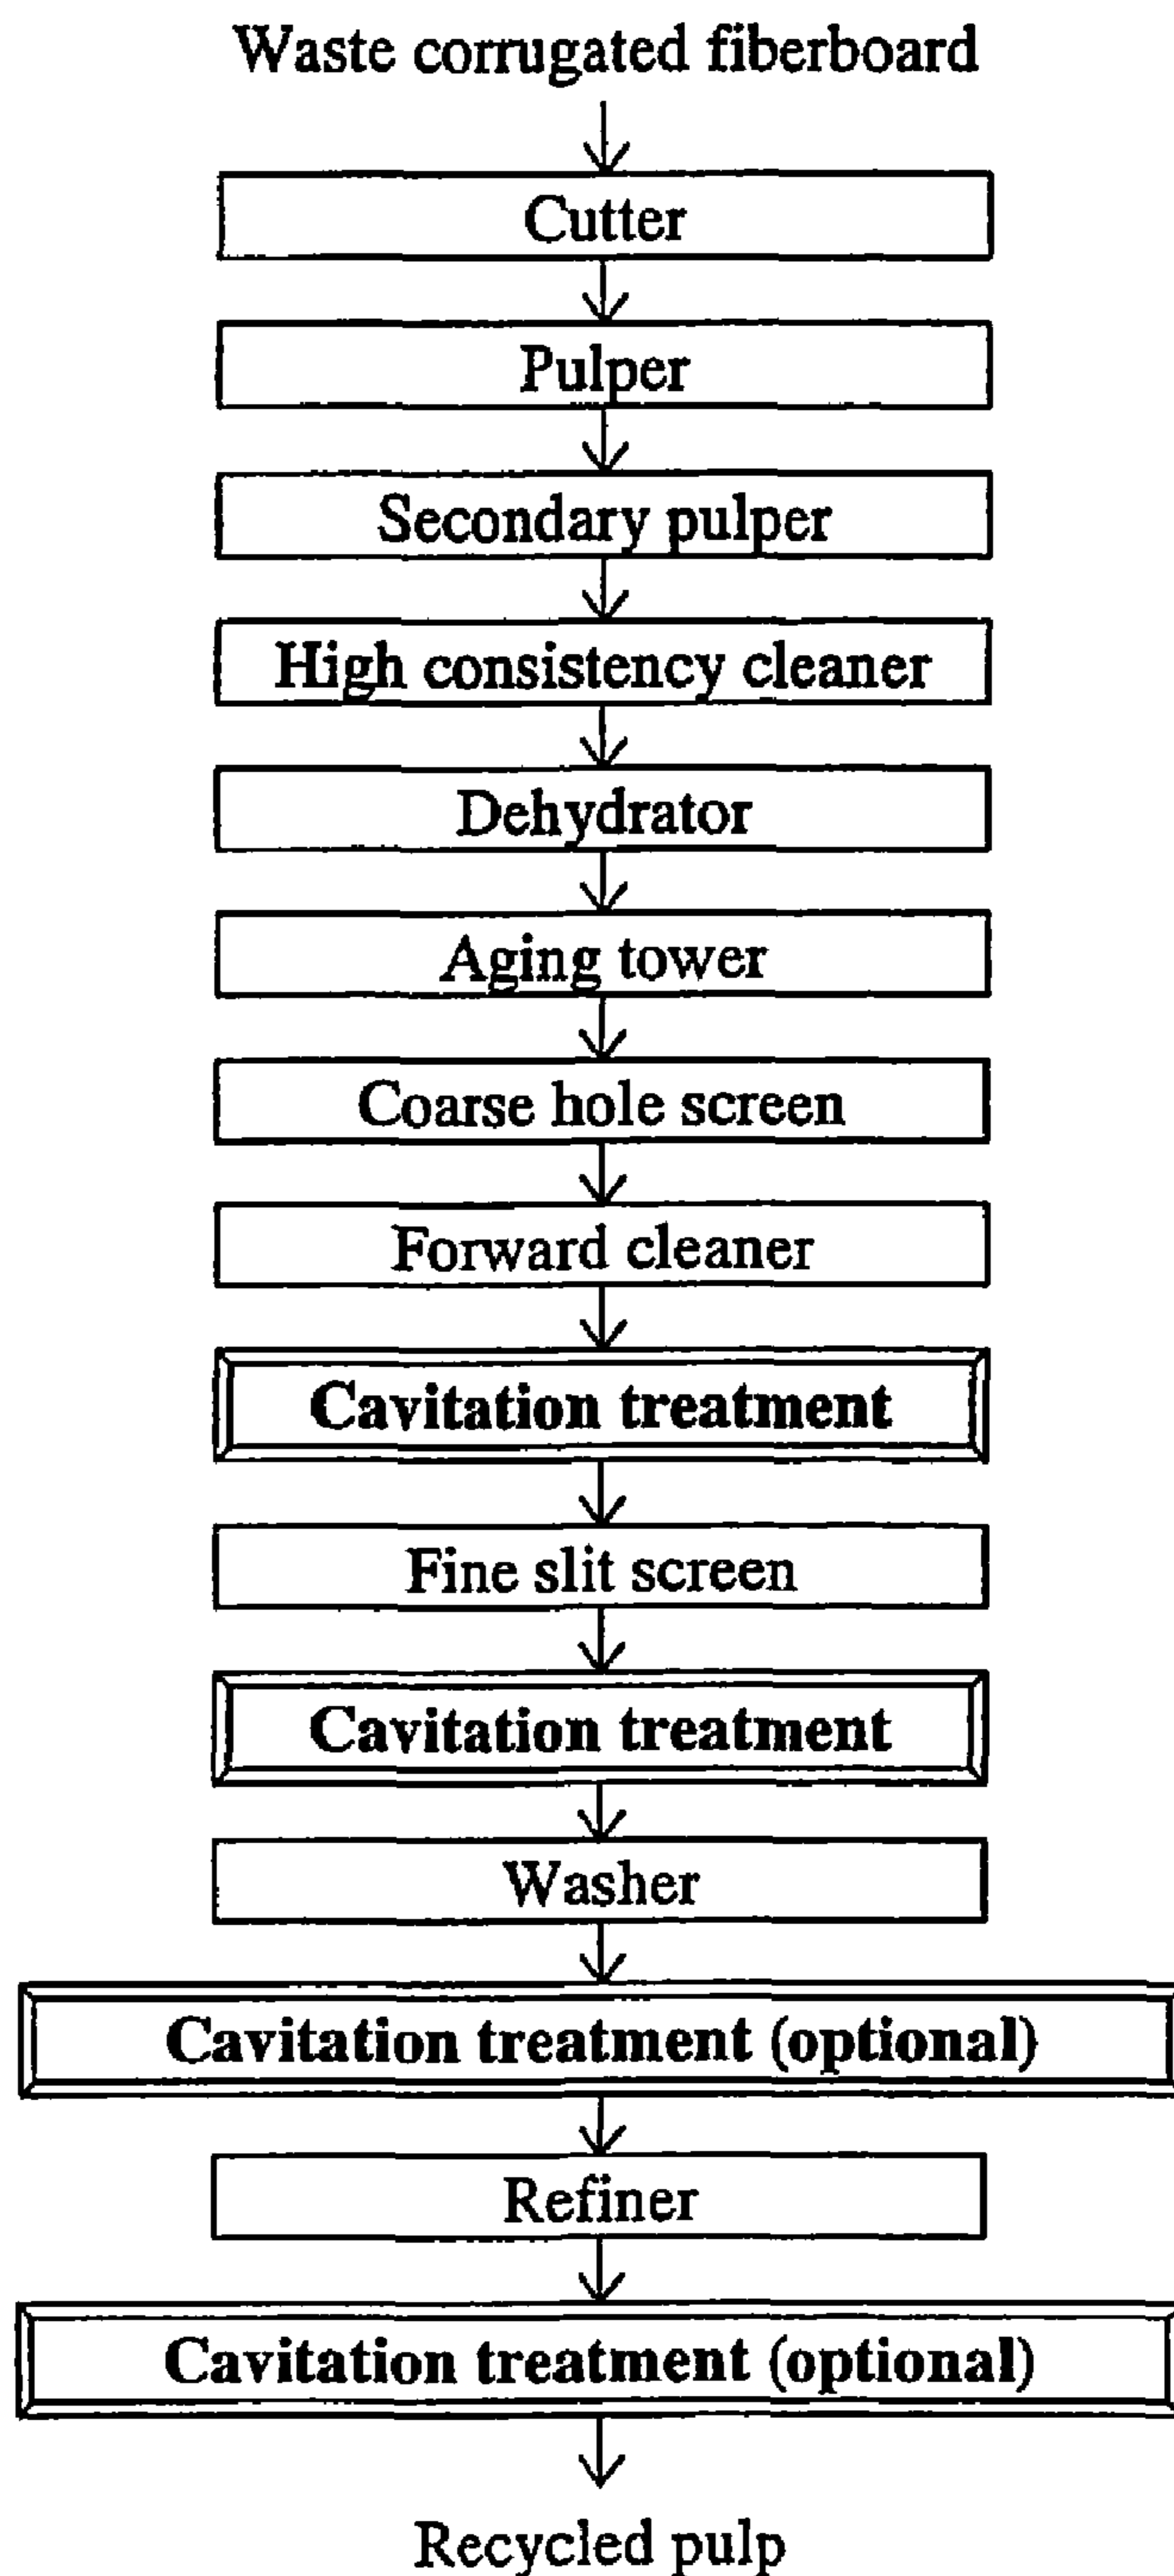 Waste corrugated fiberboard
Cutter
Pulper
Secondary pulper
High consistency cleaner
Dehydrator
Aging tower
Coarse hole screen
Forward cleaner
Cavitation treatment
Fine slit screen
Cavitation treatment
Washer
Cavitation treatment (optional)
Refiner
Cavitation treatment (optional)
Recycled pulp